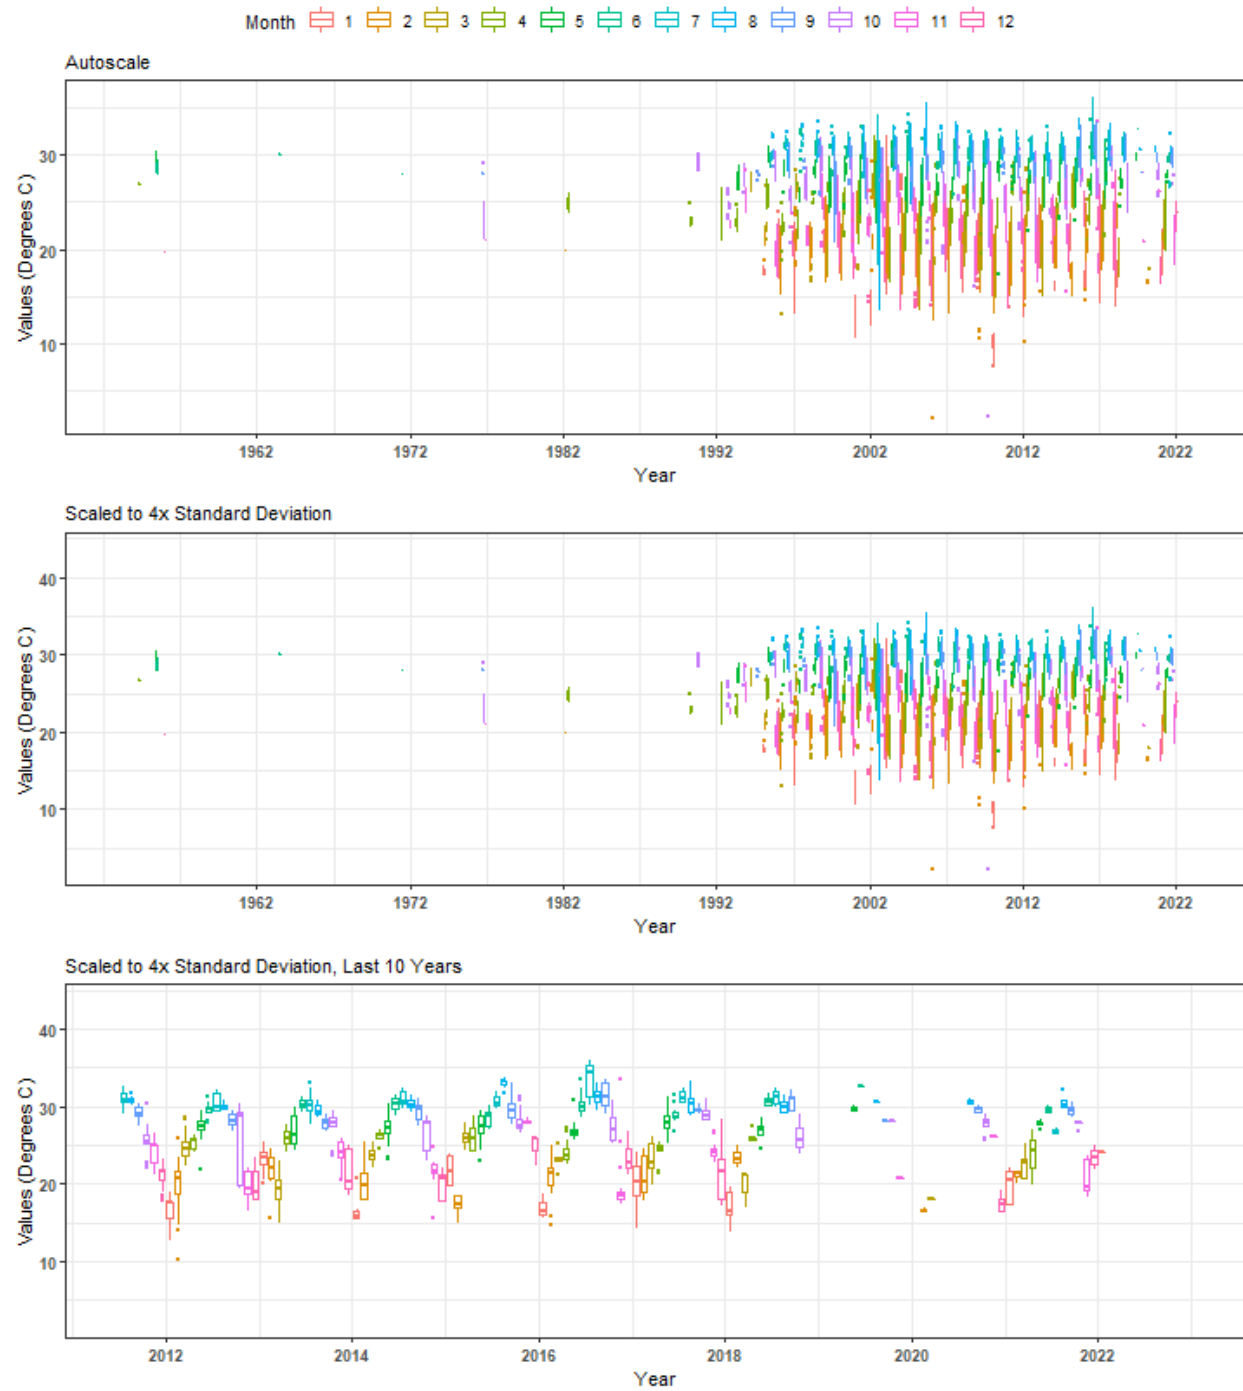 Month 1 2 3 4 5 6 7 8 9 10 11 12
Autoscale
30
20
10
Values (Degrees C)
1962 1972 1982 1992 2002 2012 2022
Year
Scaled to 4x Standard Deviation
40
30
20
10
Values (Degrees C)
1962 1972 1982 1992 2002 2012 2022
Year
Scaled to 4x Standard Deviation, Last 10 Years
40
30
20
10
Values (Degrees C)
2012 2014 2016 2018 2020 2022
Year